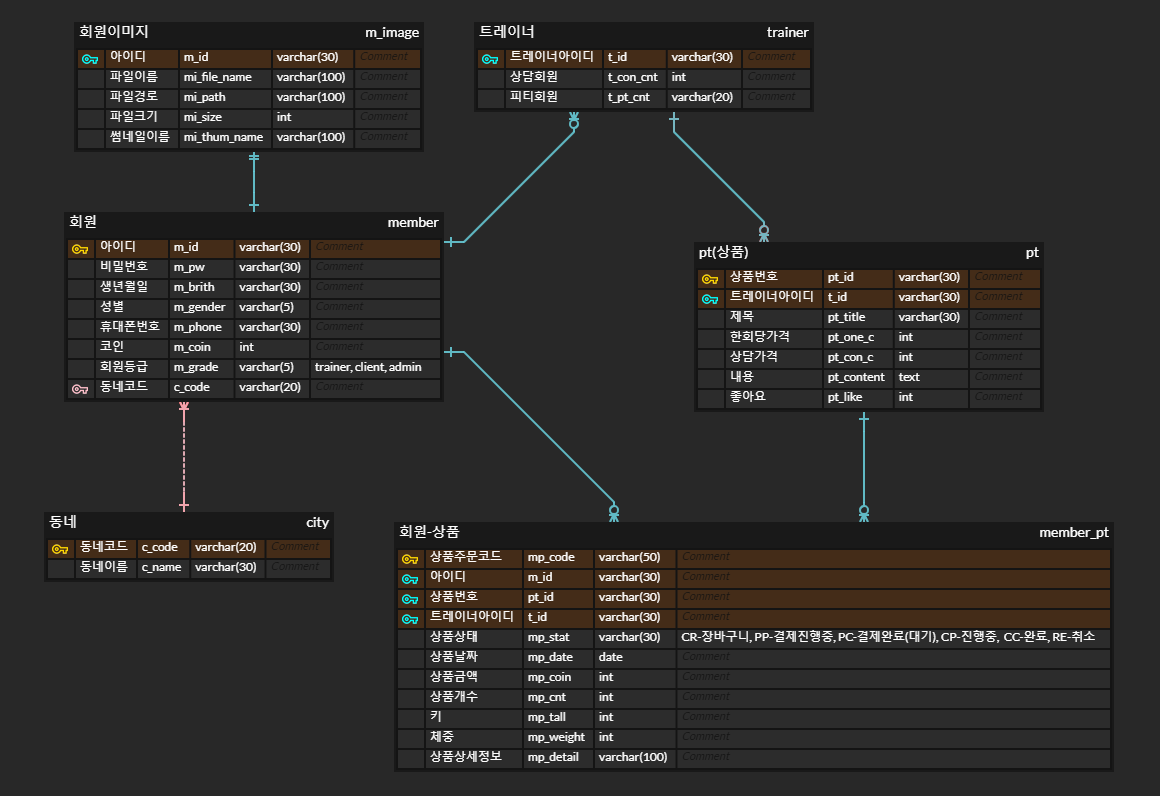 회원이미지 m_image
아이디 m_id varchar(30) Comment
파일이름 mi_file_name varchar(100) Comment
파일경로 mi_path varchar(100) Comment
파일크기 mi_size int Comment
썸네일이름 mi_thum_name varchar(100) Comment
트레이너 trainer
트레이너아이디 t_id varchar(30) Comment
상담회원 t_con_cnt int Comment
피티회원 t_pt_cnt varchar(20) Comment
회원 member
아이디 m_id varchar(30) Comment
비밀번호 m_pw varchar(30) Comment
생년월일 m_brith varchar(30) Comment
성별 m_gender varchar(5) Comment
휴대폰번호 m_phone varchar(30) Comment
코인 m_coin int Comment
회원등급 m_grade varchar(5) trainer, client, admin
동네코드 c_code varchar(20) Comment
pt(상품) pt
상품번호 pt_id varchar(30) Comment
트레이너아이디 t_id varchar(30) Comment
제목 pt_title varchar(30) Comment
한회당가격 pt_one_c int Comment
상담가격 pt_con_c int Comment
내용 pt_content text Comment
좋아요 pt_like int Comment
동네 city
동네코드 c_code varchar(20) Comment
동네이름 c_name varchar(30) Comment
회원-상품 member_pt
상품주문코드 mp_code varchar(50) Comment
아이디 m_id varchar(30) Comment
상품번호 pt_id varchar(30) Comment
트레이너아이디 t_id varchar(30) Comment
상품상태 mp_stat varchar(30) CR-장바구니, PP-결제진행중, PC-결제완료(대기), CP-진행중, CC-완료, RE-취소
상품날짜 mp_date date Comment
상품금액 mp_coin int Comment
상품개수 mp_cnt int Comment
키 mp_tall int Comment
체중 mp_weight int Comment
상품상세정보 mp_detail varchar(100) Comment